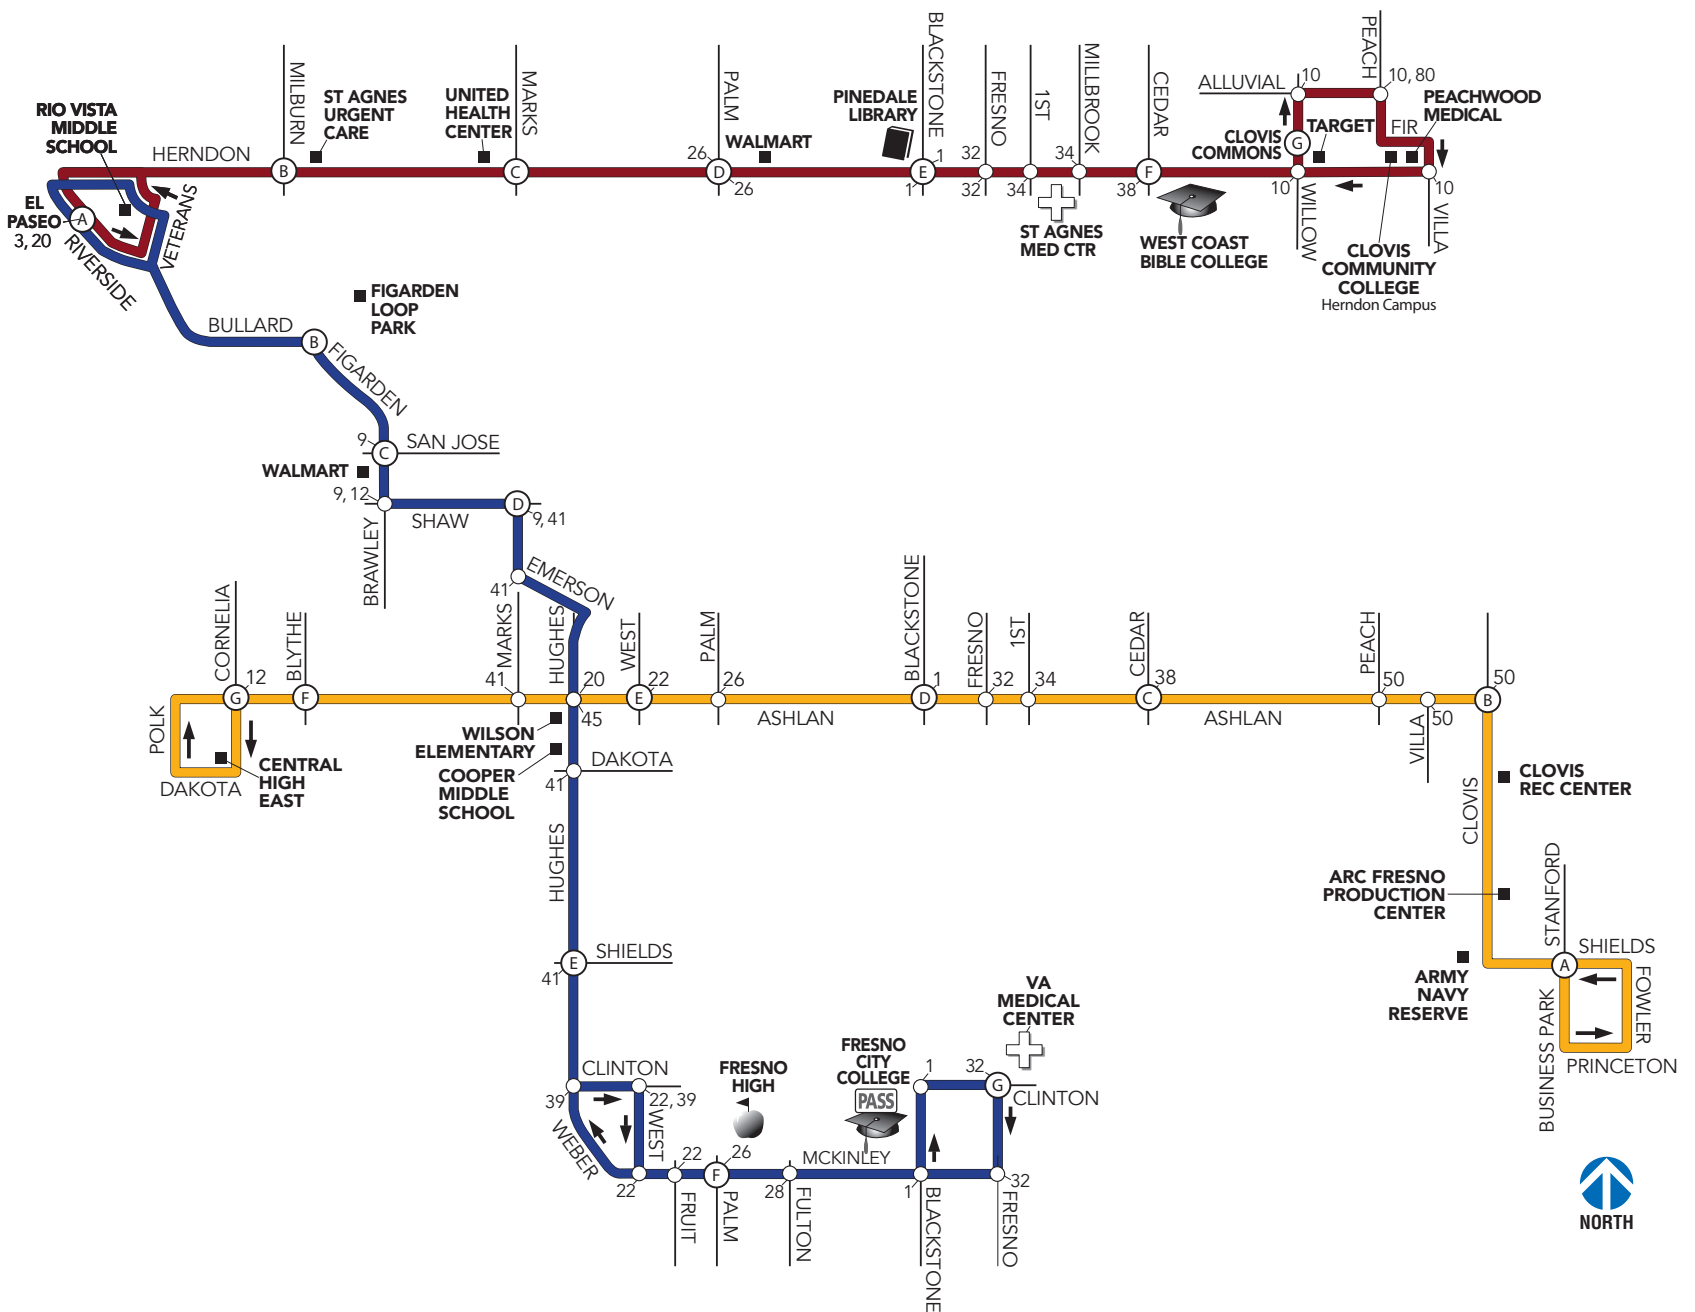 RIO VISTA
MIDDLE
SCHOOL
HERNDON
MILBURN
ST AGNES
URGENT
CARE
UNITED
HEALTH
CENTER
MARKS
PALM
26
26
WALMART
PINEDALE
LIBRARY
BLACKSTONE
1
1
FRESNO
32
32
1ST
34
MILLBROOK
34
CEDAR
38
ST AGNES
MED CTR
WEST COAST
BIBLE COLLEGE
ALLUVIAL
10
PEACH
10, 80
PEACHWOOD
MEDICAL
FIR
CLOVIS
COMMONS
TARGET
10
WILLOW
10
VILLA
CLOVIS
COMMUNITY
COLLEGE
Herndon Campus
B
C
D
E
F
G
EL
PASEO
3, 20
A
RIVERSIDE
VETERANS
FIGARDEN
LOOP
PARK
BULLARD
B
FIGARDEN
9
C
SAN JOSE
WALMART
9, 12
BRAWLEY
SHAW
D
9, 41
41
EMERSON
CORNELIA
12
G
BLYTHE
F
MARKS
41
HUGHES
20
45
WEST
22
E
PALM
26
ASHLAN
BLACKSTONE
1
D
FRESNO
32
1ST
34
CEDAR
38
C
ASHLAN
PEACH
50
VILLA
50
50
B
POLK
DAKOTA
CENTRAL
HIGH
EAST
WILSON
ELEMENTARY
COOPER
MIDDLE
SCHOOL
DAKOTA
41
HUGHES
CLOVIS
CLOVIS
REC CENTER
ARC FRESNO
PRODUCTION
CENTER
STANFORD
SHIELDS
A
ARMY
NAVY
RESERVE
BUSINESS PARK
FOWLER
PRINCETON
E
SHIELDS
41
CLINTON
39
22, 39
WEST
WEBER
22
22
FRUIT
FRESNO
HIGH
26
F
PALM
28
FULTON
MCKINLEY
FRESNO
CITY
COLLEGE
PASS
VA
MEDICAL
CENTER
1
32
G
CLINTON
1
BLACKSTONE
32
FRESNO
NORTH